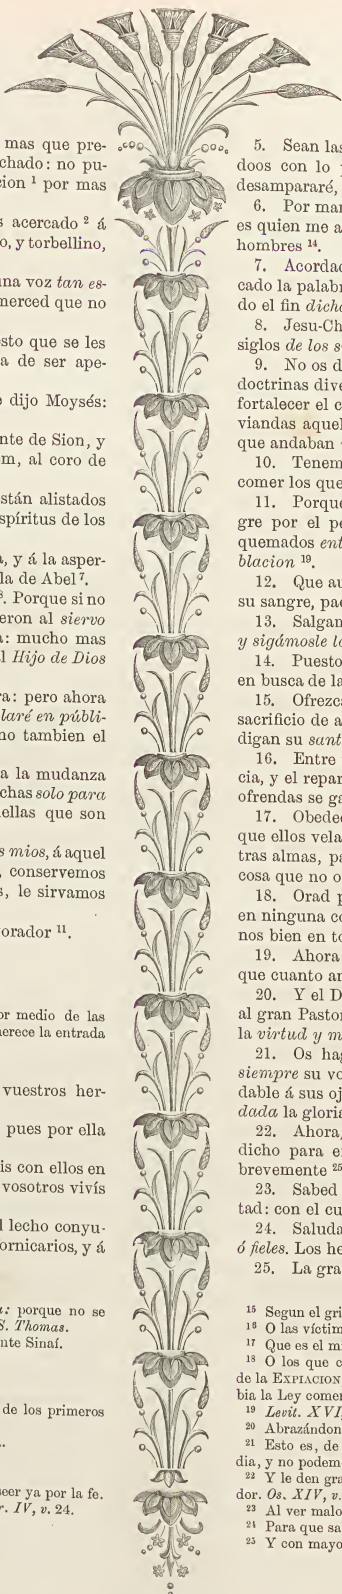 mas que pre-
chado: no pu-
cion ¹ por mas
s acercado ² á
o, y torbellino,
una voz tan es-
merced que no
esto que se les
a de ser ape-
dijo Moysés:
nte de Sion, y
m, al coro de
stán alistados
spíritus de los
, y á la asper-
la de Abel ⁷.
⁸. Porque si no
eron al siervo
a: mucho mas
l Hijo de Dios
ra: pero ahora
laré en públi-
no tambien el
a la mudanza
chas solo para
ellas que son
s mios, á aquel
, conservemos
s, le sirvamos
orador ¹¹.
or medio de las
merece la entrada
vuestros her-
pues por ella
is con ellos en
vosotros vivís
l lecho conyu-
ornicarios, y á
a: porque no se
S. Thomas.
nte Sinaí.
de los primeros
seer ya por la fe.
r. IV, v. 24.
5. Sean las
doos con lo p
desampararé,
6. Por man
es quien me a
hombres ¹⁴.
7. Acordad
cado la palabr
do el fin dicho
8. Jesu-Ch
siglos de los s
9. No os d
doctrinas dive
fortalecer el c
viandas aquel
que andaban
10. Tenem
comer los que
11. Porque
gre por el pe
quemados ent
blacion ¹⁹.
12. Que au
su sangre, pad
13. Salgam
y sigámosle lo
14. Puesto
en busca de la
15. Ofrezca
sacrificio de a
digan su sant
16. Entre
cia, y el repar
ofrendas se ga
17. Obedec
que ellos vela
tras almas, pa
cosa que no o
18. Orad p
en ninguna co
nos bien en to
19. Ahora
que cuanto an
20. Y el D
al gran Pastor
la virtud y m
21. Os hag
siempre su vo
dable á sus oj
dada la gloria
22. Ahora,
dicho para e
brevemente ²⁵
23. Sabed
tad: con el cu
24. Saluda
ó fieles. Los he
25. La gra
¹⁵ Segun el gri
¹⁶ O las víctim
¹⁷ Que es el mi
¹⁸ O los que c
de la EXPIACION
bia la Ley come
¹⁹ Levit. XVI,
²⁰ Abrazándon
²¹ Esto es, de
dia, y no podem
²² Y le den gra
dor. Os. XIV, v.
²³ Al ver malo
²⁴ Para que sa
²⁵ Y con mayo